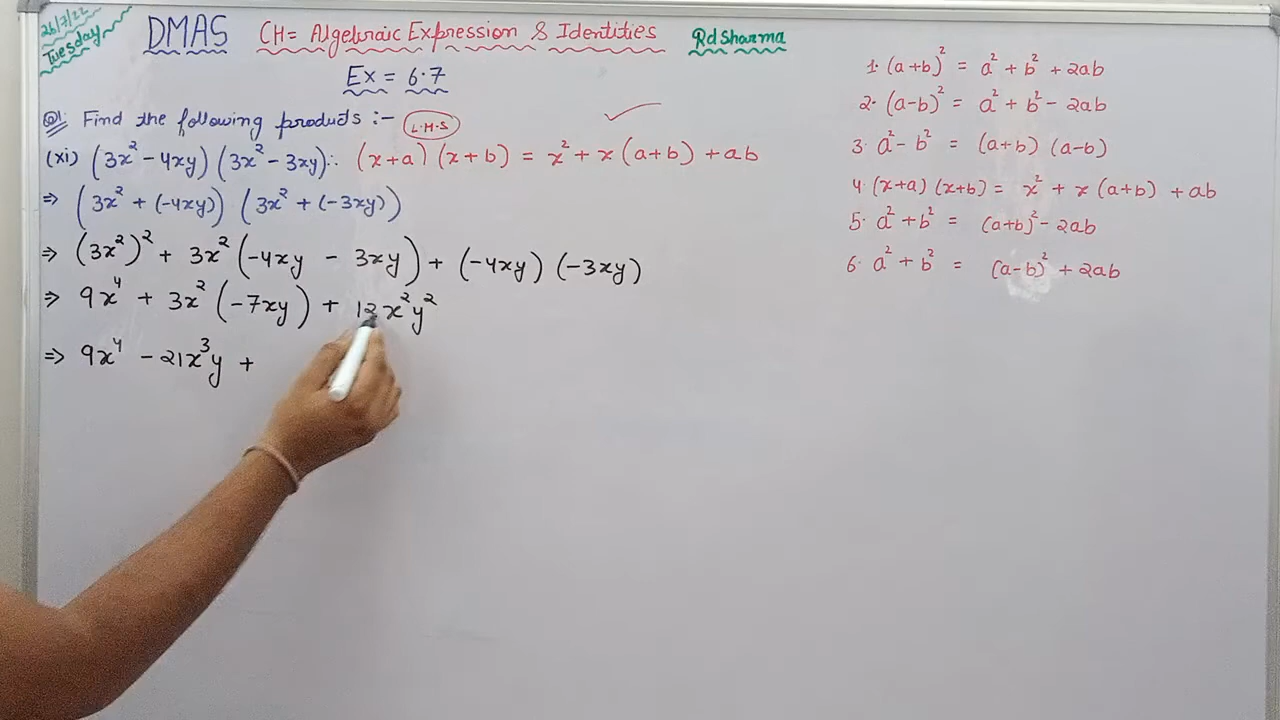 26/7/22
Tuesday
DMAS CH= Algebraic Expression & Identities Rd Sharma
Ex = 6.7
Q1. Find the following products :- L.H.S
(xi) (3x² - 4xy) (3x² - 3xy) ∴ (x+a) (x+b) = x² + x (a+b) + ab
⇒ (3x² + (-4xy)) (3x² + (-3xy))
⇒ (3x²)² + 3x² (-4xy - 3xy) + (-4xy) (-3xy)
⇒ 9x⁴ + 3x² (-7xy) + 12x²y²
⇒ 9x⁴ - 21x³y +
1. (a+b)² = a² + b² + 2ab
2. (a-b)² = a² + b² - 2ab
3. a² - b² = (a+b) (a-b)
4. (x+a) (x+b) = x² + x (a+b) + ab
5. a² + b² = (a+b)² - 2ab
6. a² + b² = (a-b)² + 2ab